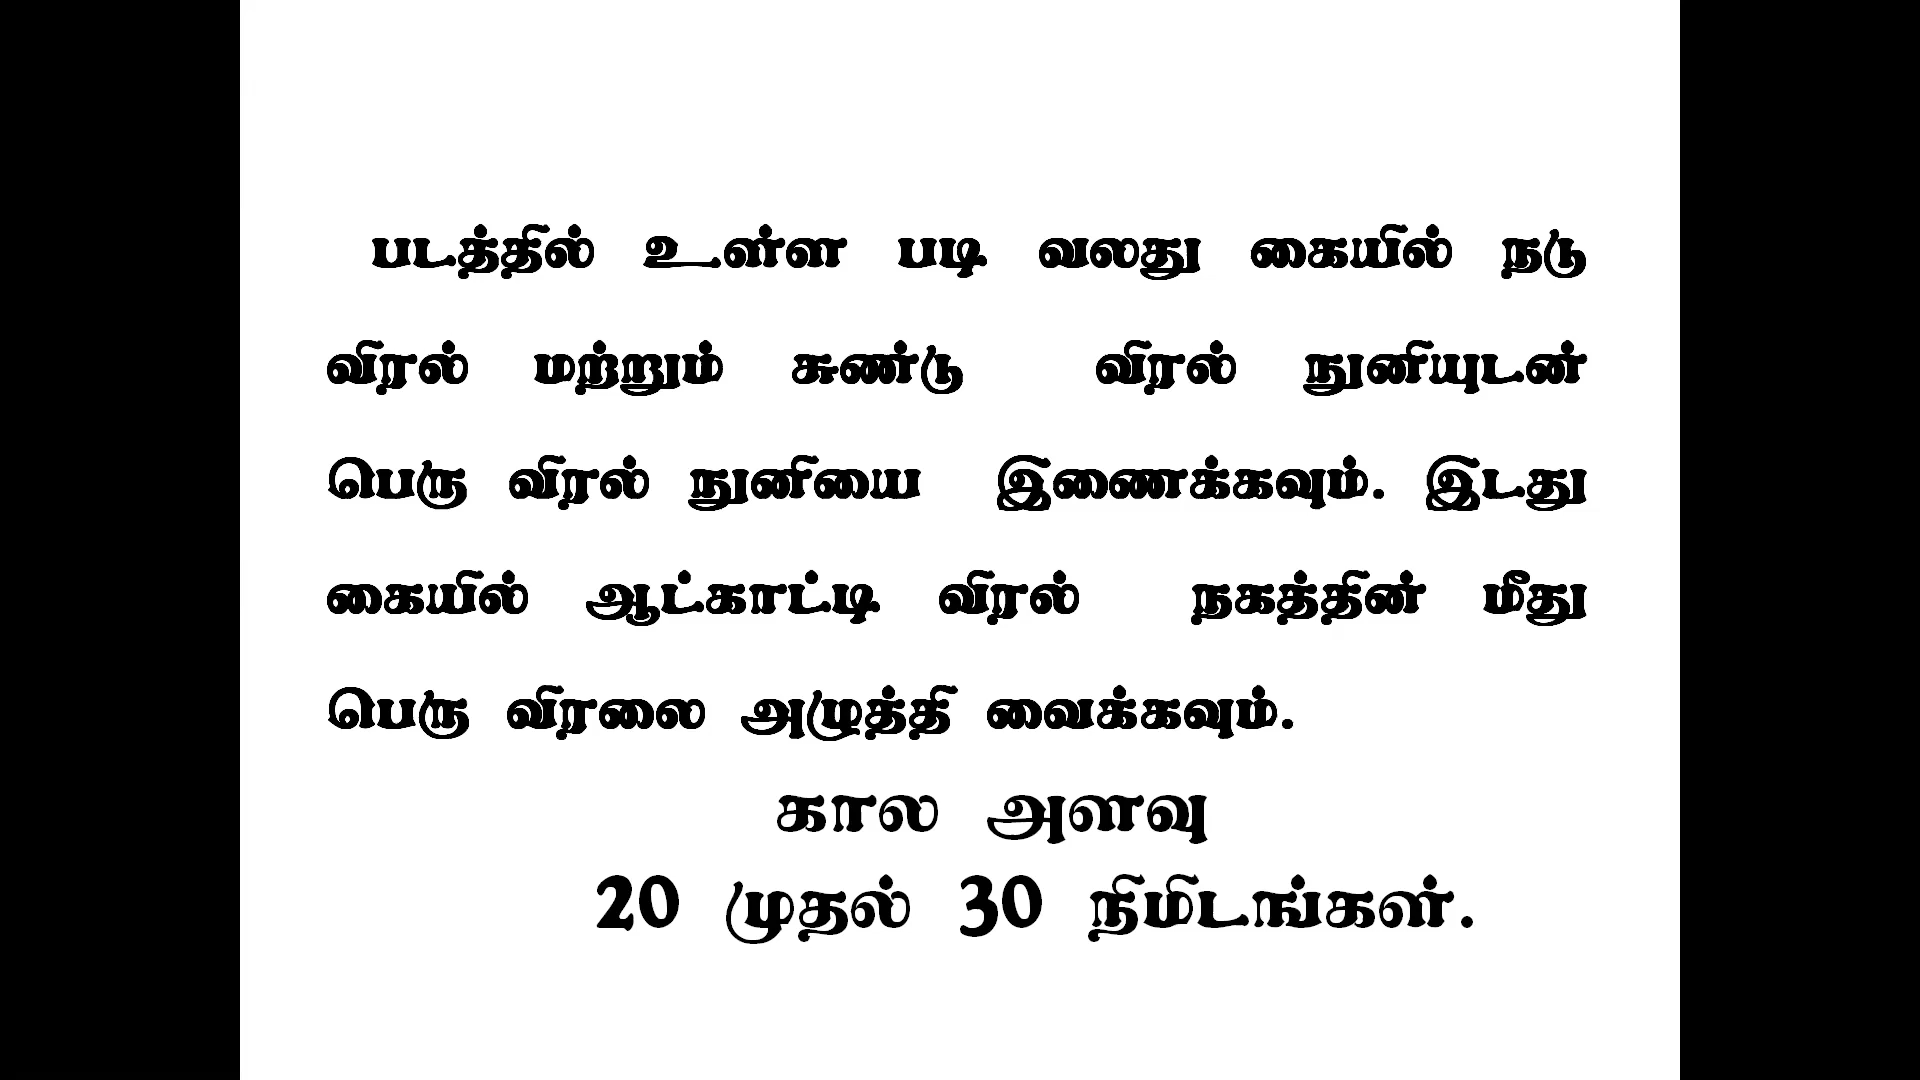 படத்தில் உள்ள படி வலது கையில் நடு
விரல் மற்றும் சுண்டு விரல் நுனியுடன்
பெரு விரல் நுனியை இணைக்கவும். இடது
கையில் ஆட்காட்டி விரல் நகத்தின் மீது
பெரு விரலை அழுத்தி வைக்கவும்.
கால அளவு
20 முதல் 30 நிமிடங்கள்.